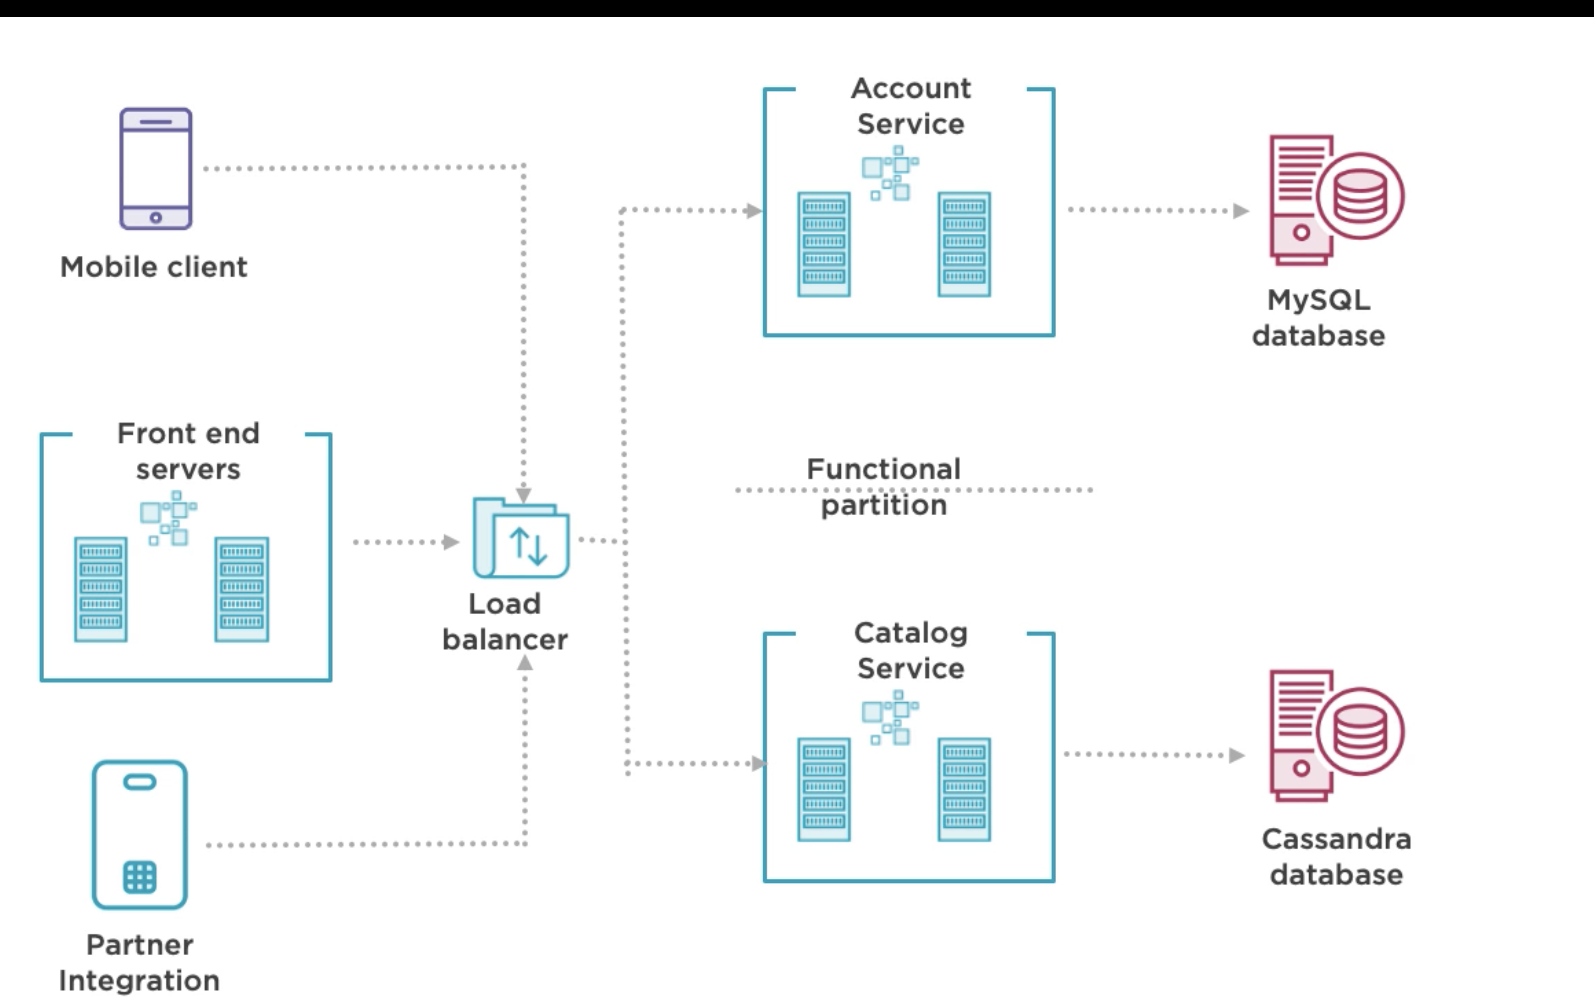 Account
Service
Mobile client
MySQL
database
Front end
servers
Functional
partition
Load
balancer
Catalog
Service
Cassandra
database
Partner
Integration